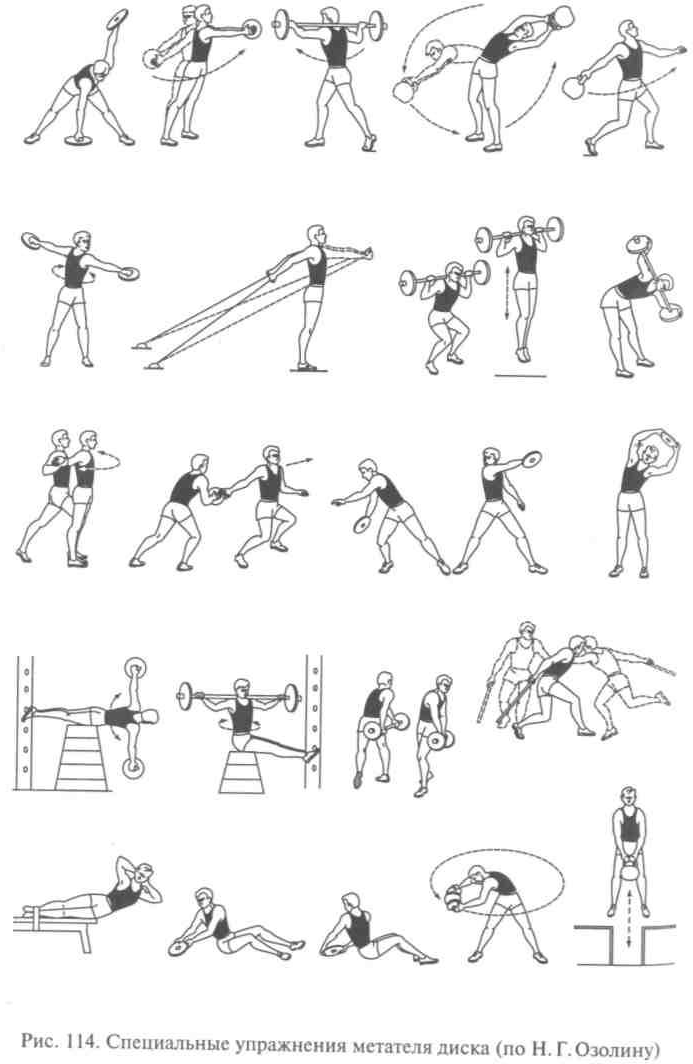 Рис. 114. Специальные упражнения метателя диска (по Н. Г. Озолину)